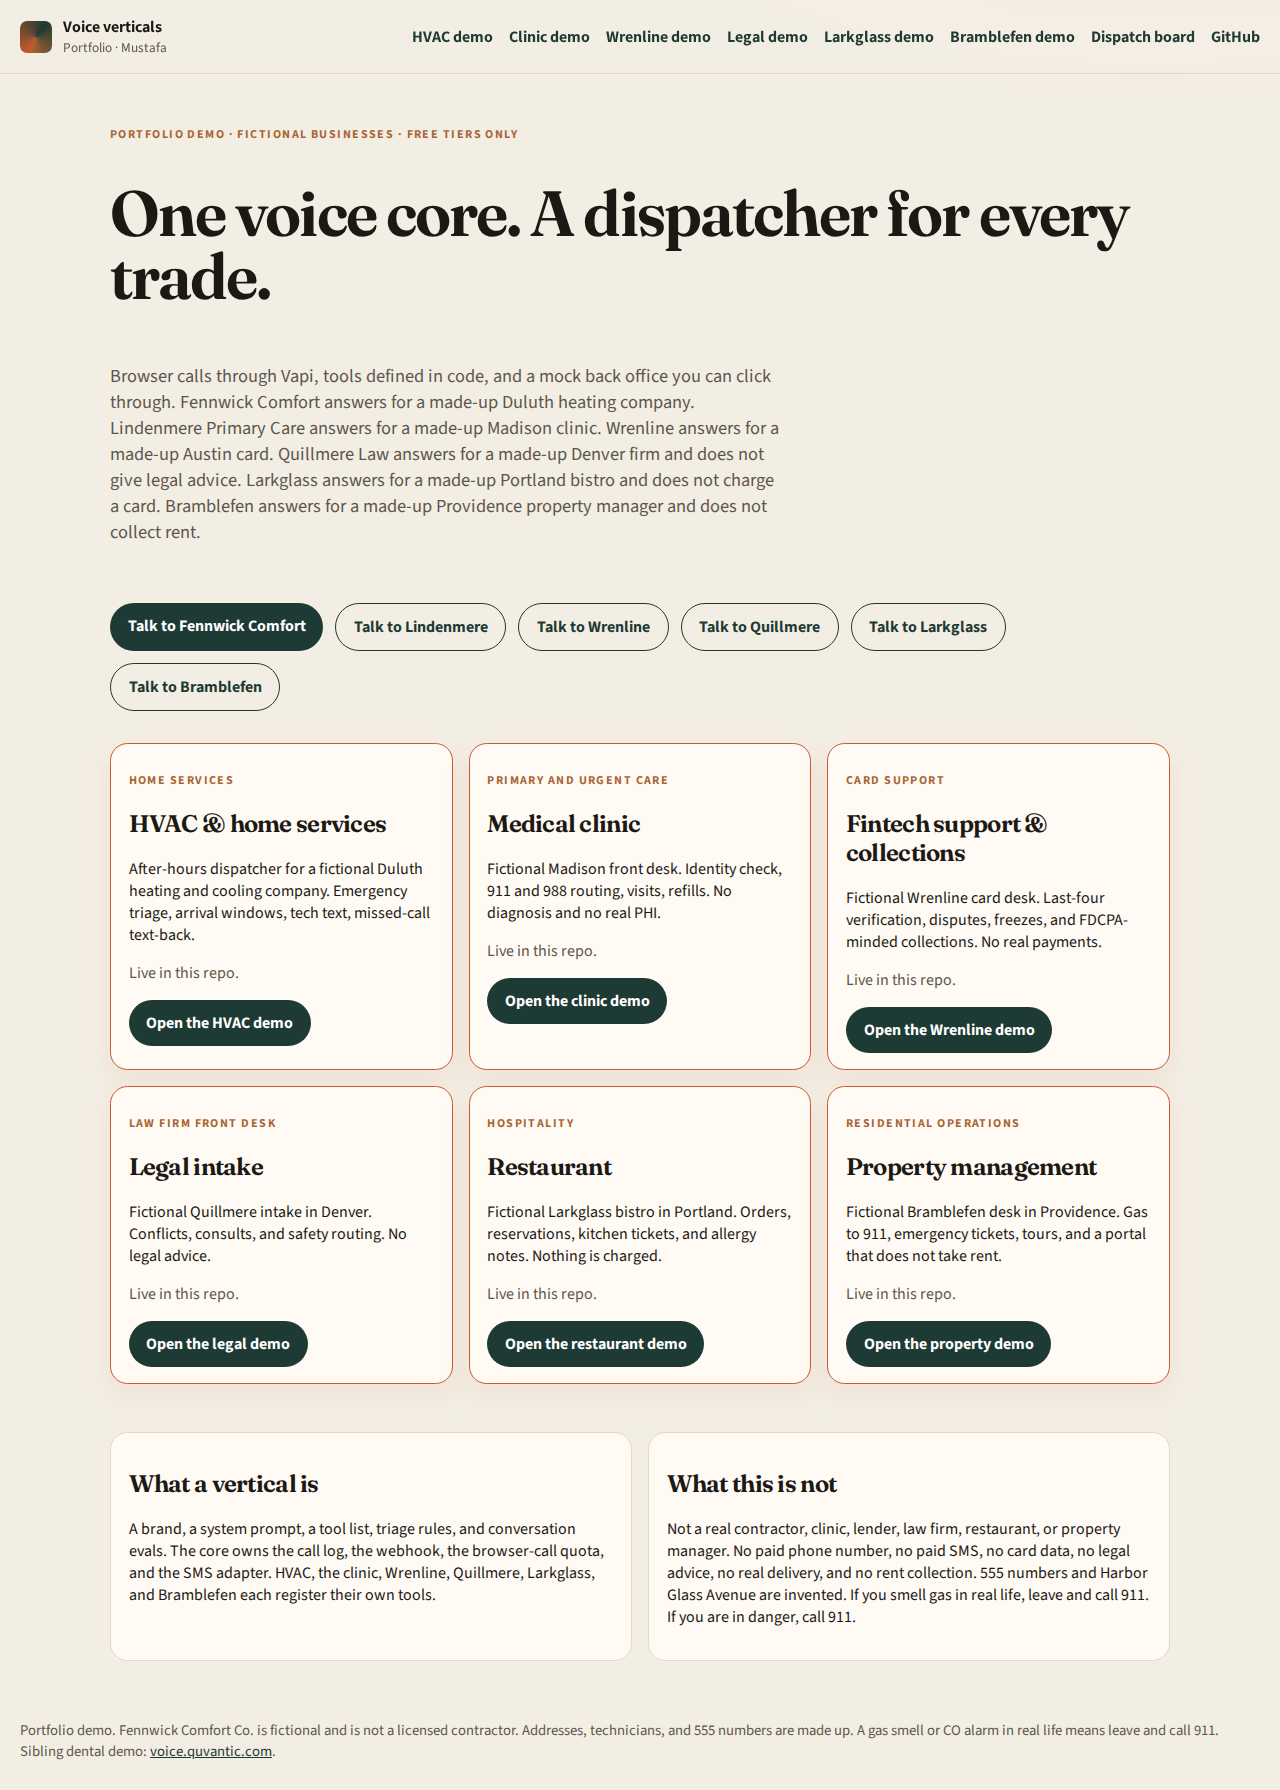 Voice verticals
Portfolio · Mustafa
HVAC demo Clinic demo Wrenline demo Legal demo Larkglass demo Bramblefen demo Dispatch board GitHub
PORTFOLIO DEMO · FICTIONAL BUSINESSES · FREE TIERS ONLY
One voice core. A dispatcher for every
trade.
Browser calls through Vapi, tools defined in code, and a mock back office you can click
through. Fennwick Comfort answers for a made-up Duluth heating company.
Lindenmere Primary Care answers for a made-up Madison clinic. Wrenline answers for a
made-up Austin card. Quillmere Law answers for a made-up Denver firm and does not
give legal advice. Larkglass answers for a made-up Portland bistro and does not charge
a card. Bramblefen answers for a made-up Providence property manager and does not
collect rent.
Talk to Fennwick Comfort Talk to Lindenmere Talk to Wrenline Talk to Quillmere Talk to Larkglass
Talk to Bramblefen
HOME SERVICES
HVAC & home services
After-hours dispatcher for a fictional Duluth
heating and cooling company. Emergency
triage, arrival windows, tech text, missed-call
text-back.
Live in this repo.
Open the HVAC demo
PRIMARY AND URGENT CARE
Medical clinic
Fictional Madison front desk. Identity check,
911 and 988 routing, visits, refills. No
diagnosis and no real PHI.
Live in this repo.
Open the clinic demo
CARD SUPPORT
Fintech support &
collections
Fictional Wrenline card desk. Last-four
verification, disputes, freezes, and FDCPA-
minded collections. No real payments.
Live in this repo.
Open the Wrenline demo
LAW FIRM FRONT DESK
Legal intake
Fictional Quillmere intake in Denver.
Conflicts, consults, and safety routing. No
legal advice.
Live in this repo.
Open the legal demo
HOSPITALITY
Restaurant
Fictional Larkglass bistro in Portland. Orders,
reservations, kitchen tickets, and allergy
notes. Nothing is charged.
Live in this repo.
Open the restaurant demo
RESIDENTIAL OPERATIONS
Property management
Fictional Bramblefen desk in Providence. Gas
to 911, emergency tickets, tours, and a portal
that does not take rent.
Live in this repo.
Open the property demo
What a vertical is
A brand, a system prompt, a tool list, triage rules, and conversation
evals. The core owns the call log, the webhook, the browser-call quota,
and the SMS adapter. HVAC, the clinic, Wrenline, Quillmere, Larkglass,
and Bramblefen each register their own tools.
What this is not
Not a real contractor, clinic, lender, law firm, restaurant, or property
manager. No paid phone number, no paid SMS, no card data, no legal
advice, no real delivery, and no rent collection. 555 numbers and Harbor
Glass Avenue are invented. If you smell gas in real life, leave and call 911.
If you are in danger, call 911.
Portfolio demo. Fennwick Comfort Co. is fictional and is not a licensed contractor. Addresses, technicians, and 555 numbers are made up. A gas smell or CO alarm in real life means leave and call 911.
Sibling dental demo: voice.quvantic.com.